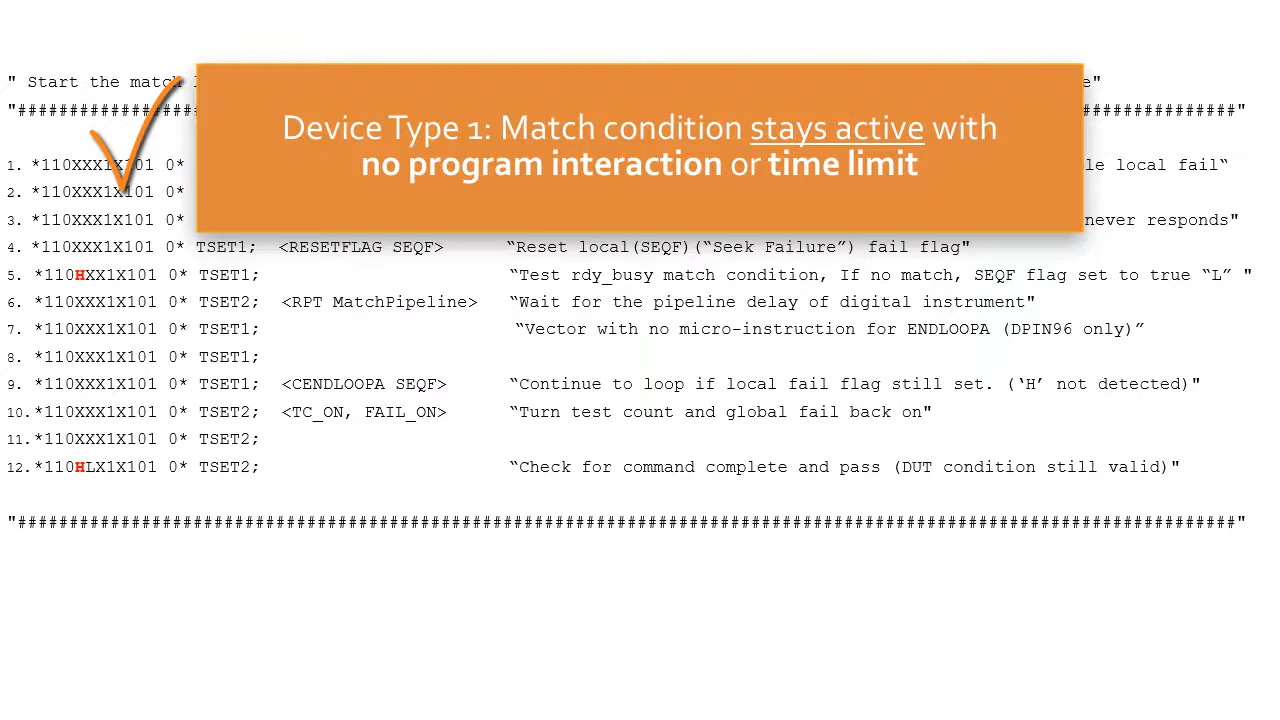 " Start the match e"
"##################################################################################################################"
Device Type 1: Match condition stays active with
no program interaction or time limit
1. *110XXX1X101 0* le local fail“
2. *110XXX1X101 0*
3. *110XXX1X101 0* never responds"
4. *110XXX1X101 0* TSET1; <RESETFLAG SEQF> “Reset local(SEQF)(“Seek Failure”) fail flag"
5. *110HXX1X101 0* TSET1; “Test rdy_busy match condition, If no match, SEQF flag set to true “L” "
6. *110XXX1X101 0* TSET2; <RPT MatchPipeline> “Wait for the pipeline delay of digital instrument"
7. *110XXX1X101 0* TSET1; “Vector with no micro-instruction for ENDLOOPA (DPIN96 only)”
8. *110XXX1X101 0* TSET1;
9. *110XXX1X101 0* TSET1; <CENDLOOPA SEQF> “Continue to loop if local fail flag still set. (‘H’ not detected)"
10. *110XXX1X101 0* TSET2; <TC_ON, FAIL_ON> “Turn test count and global fail back on"
11. *110XXX1X101 0* TSET2;
12. *110HLX1X101 0* TSET2; “Check for command complete and pass (DUT condition still valid)"
"######################################################################################################################"